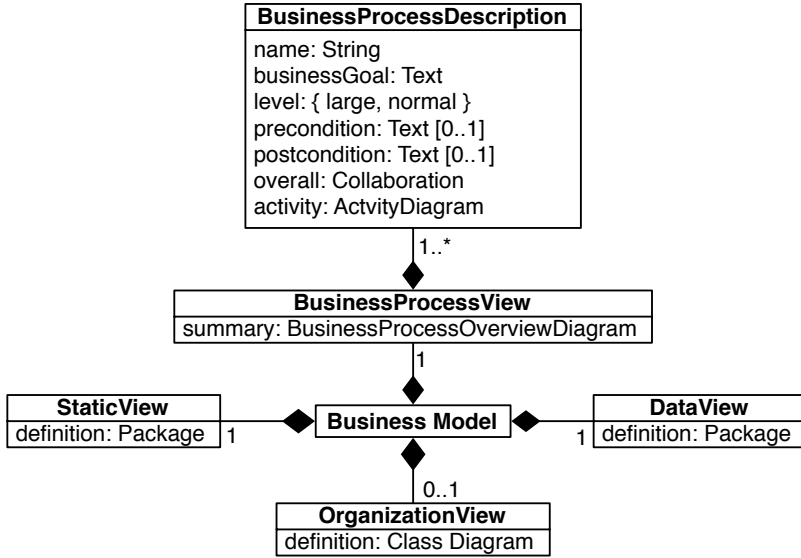 BusinessProcessDescription
name: String
businessGoal: Text
level: { large, normal }
precondition: Text [0..1]
postcondition: Text [0..1]
overall: Collaboration
activity: ActvityDiagram
1..*
BusinessProcessView
summary: BusinessProcessOverviewDiagram
1
StaticView
definition: Package
1
Business Model
1
DataView
definition: Package
0..1
OrganizationView
definition: Class Diagram